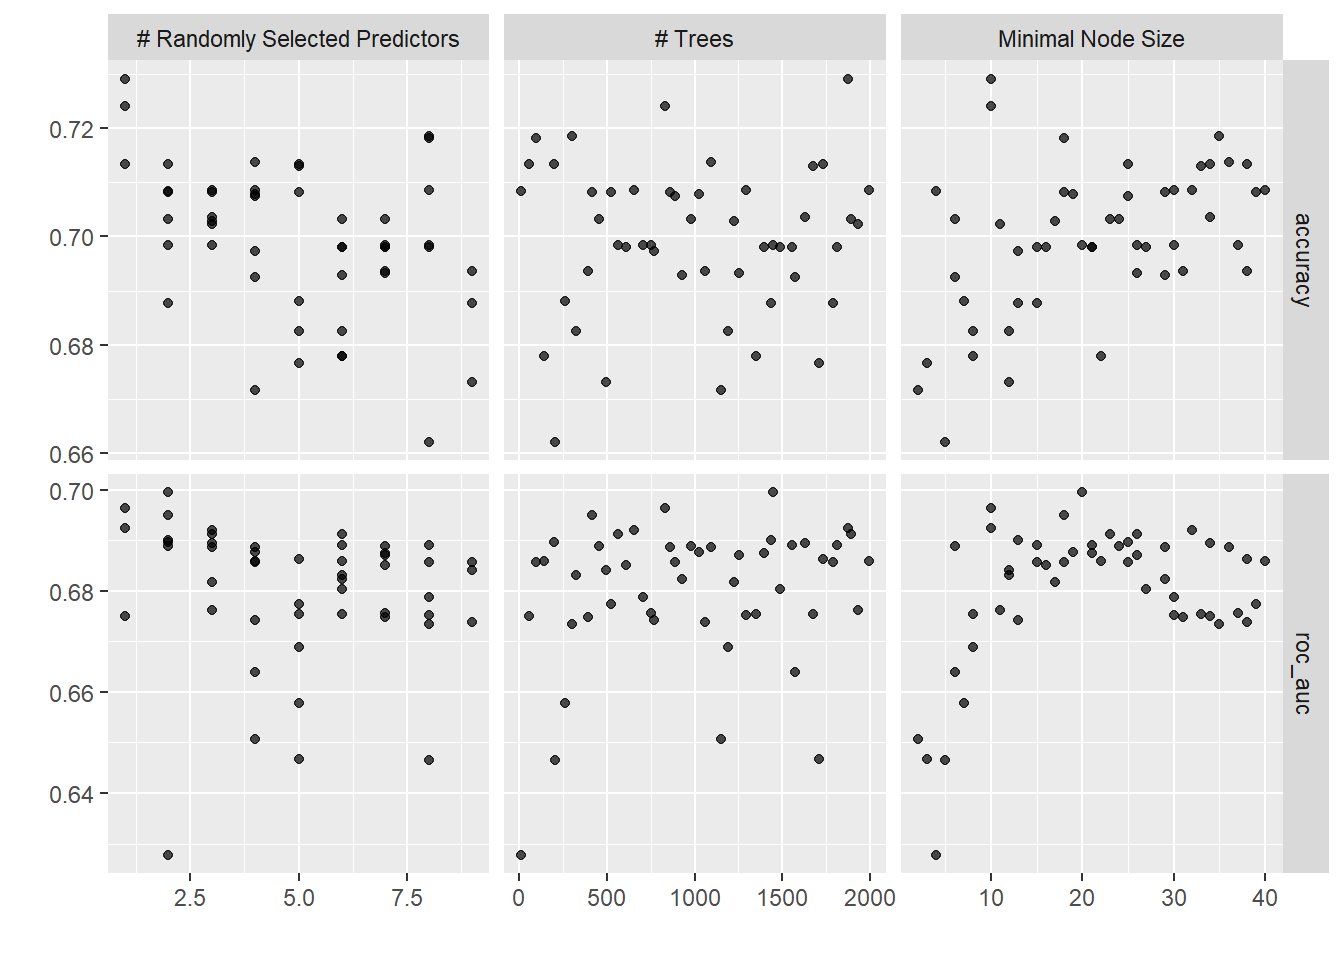 # Randomly Selected Predictors
# Trees
Minimal Node Size
0.72
0.70
0.68
0.66
accuracy
0.70
0.68
0.66
0.64
roc_auc
2.5 5.0 7.5
0 500 1000 1500 2000
10 20 30 40